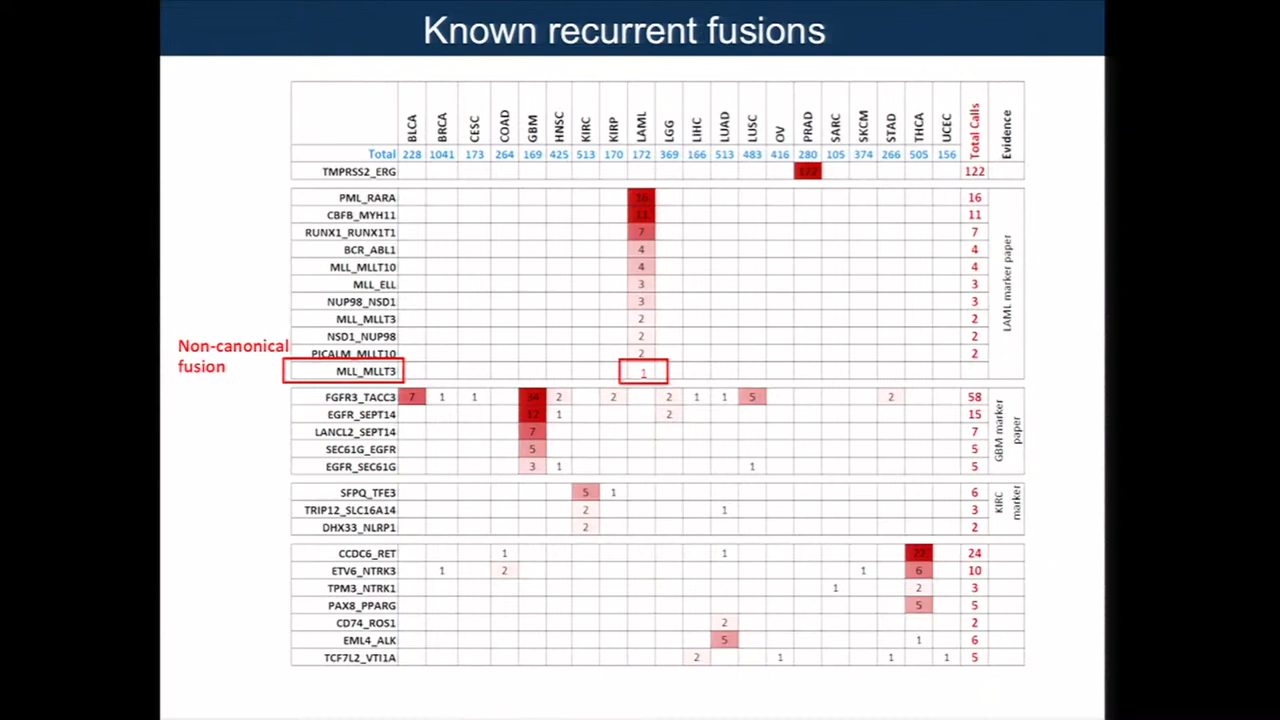 Known recurrent fusions
BLCA BRCA CESC COAD GBM HNSC KIRC KIRP LAML LGG LIHC LUAD LUSC OV PRAD SARC SKCM STAD THCA UCEC Total Calls Evidence
Total 228 1041 173 264 169 425 513 170 172 369 166 513 483 416 280 105 374 266 505 156
TMPRSS2_ERG 122 122
PML_RARA 16 16
CBFB_MYH11 11 11
RUNX1_RUNX1T1 7 7
BCR_ABL1 4 4
MLL_MLLT10 4 4
MLL_ELL 3 3
NUP98_NSD1 3 3
MLL_MLLT3 2 2
NSD1_NUP98 2 2
PICALM_MLLT10 2 2
MLL_MLLT3 1
LAML marker paper
Non-canonical
fusion
FGFR3_TACC3 7 1 1 34 2 2 2 1 1 5 2 58
EGFR_SEPT14 12 1 2 15
LANCL2_SEPT14 7 7
SEC61G_EGFR 5 5
EGFR_SEC61G 3 1 1 5
GBM marker
paper
SFPQ_TFE3 5 1 6
TRIP12_SLC16A14 2 1 3
DHX33_NLRP1 2 2
KIRC
marker
CCDC6_RET 1 1 22 24
ETV6_NTRK3 1 2 1 6 10
TPM3_NTRK1 1 2 3
PAX8_PPARG 5 5
CD74_ROS1 2 2
EML4_ALK 5 1 6
TCF7L2_VTI1A 2 1 1 1 5